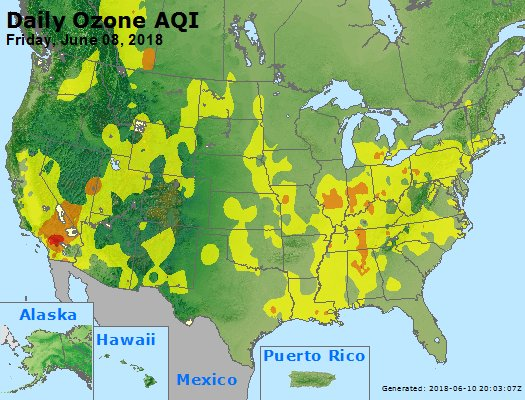 Daily Ozone AQI
Friday, June 08, 2018
Alaska
Hawaii
Mexico
Puerto Rico
Generated: 2018-06-10 20:03:07Z